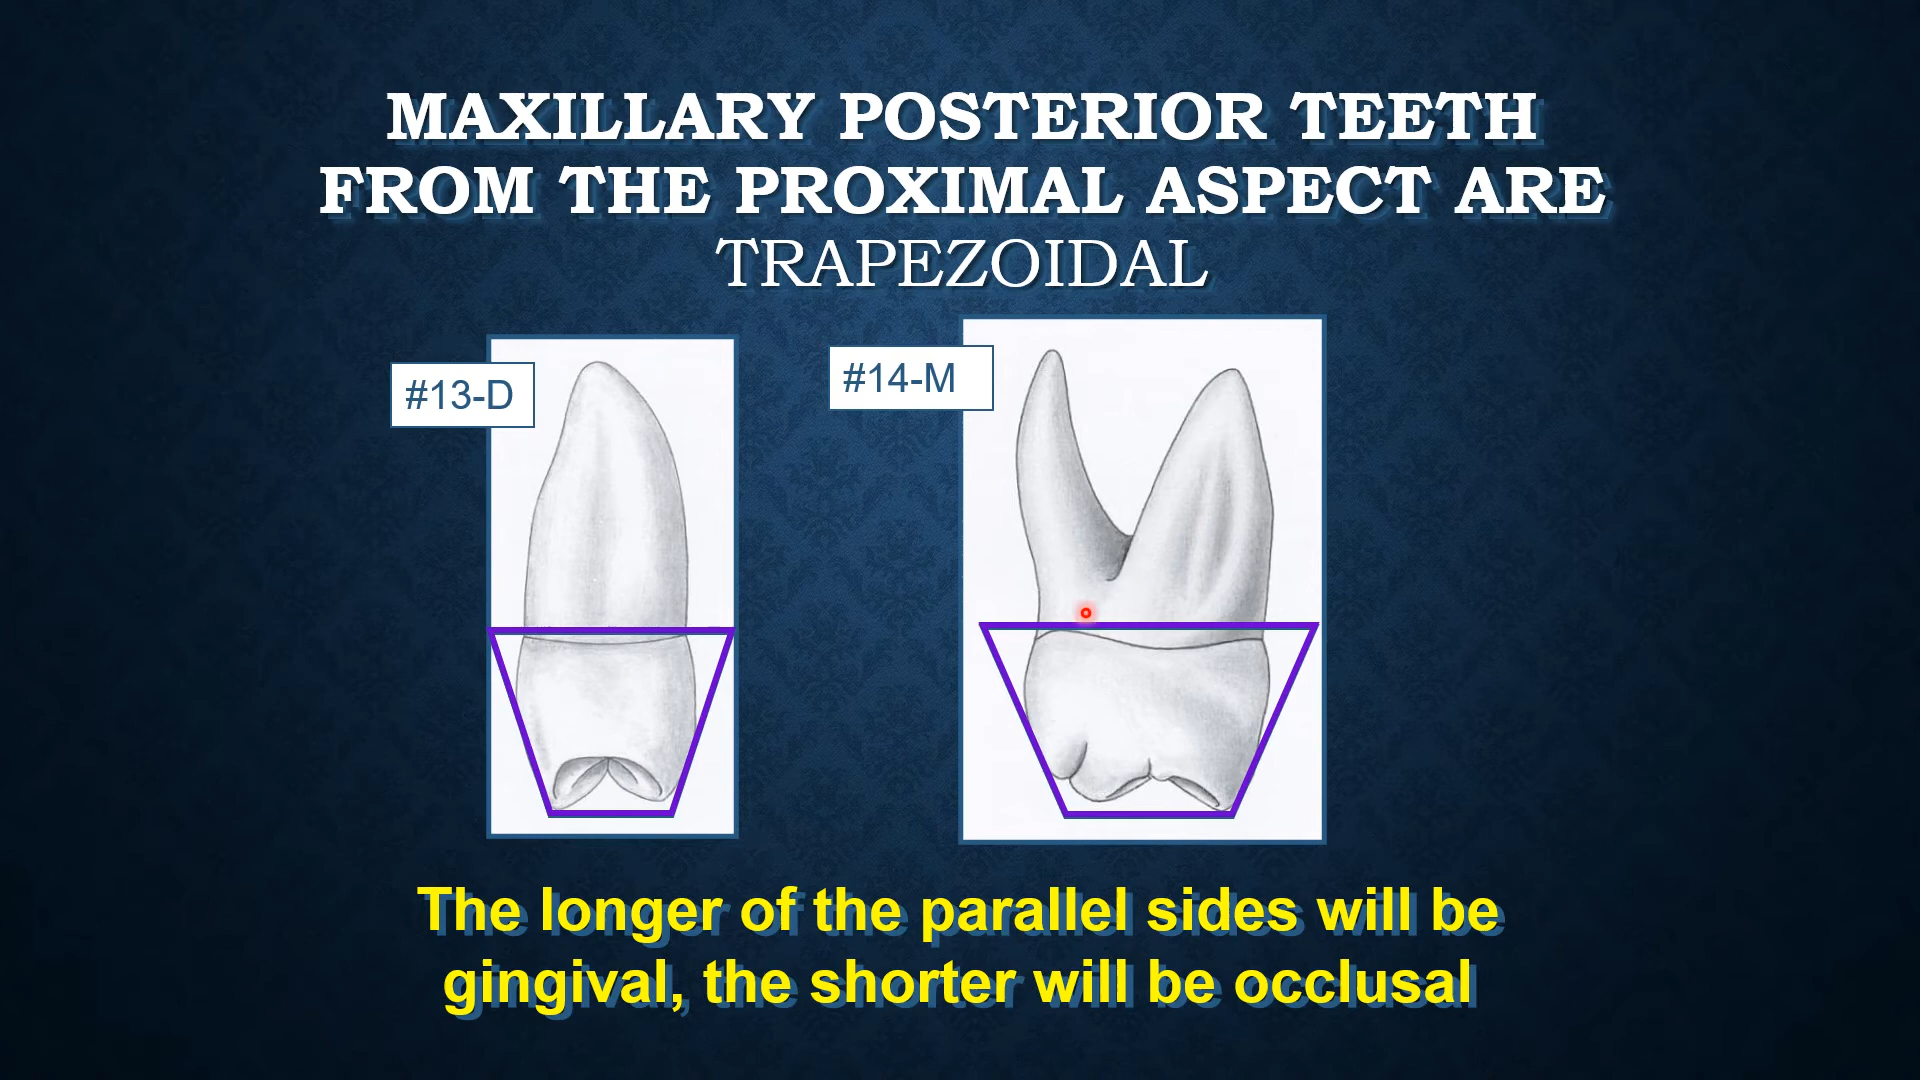 MAXILLARY POSTERIOR TEETH
FROM THE PROXIMAL ASPECT ARE
TRAPEZOIDAL
#13-D
#14-M
The longer of the parallel sides will be
gingival, the shorter will be occlusal